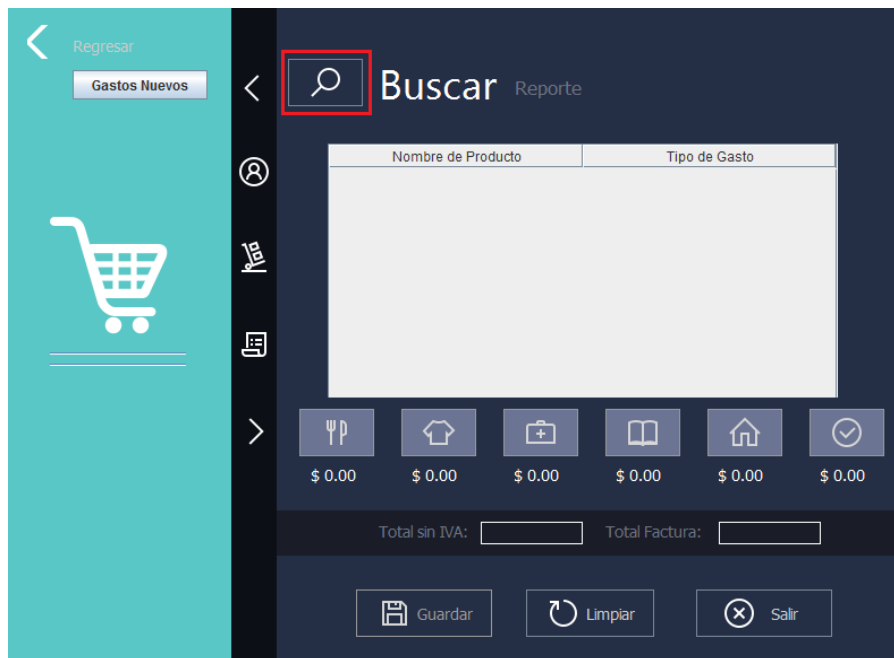 Regresar
Gastos Nuevos
Buscar Reporte
Nombre de Producto Tipo de Gasto
$ 0.00 $ 0.00 $ 0.00 $ 0.00 $ 0.00 $ 0.00
Total sin IVA: Total Factura:
Guardar Limpiar Salir